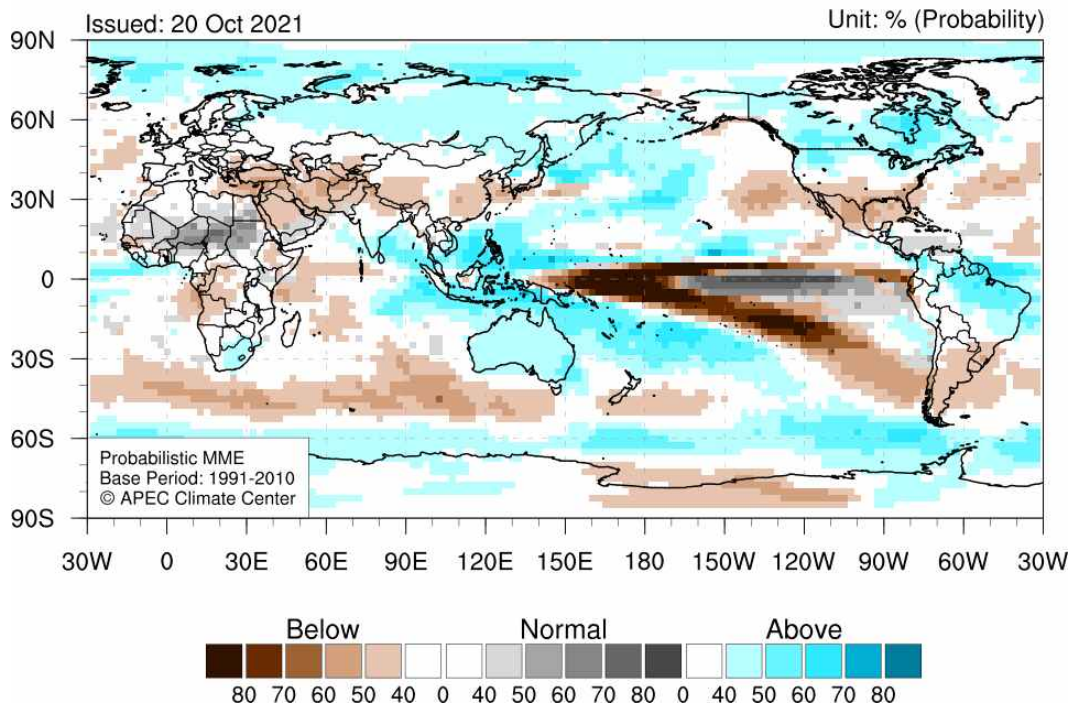 Issued: 20 Oct 2021 Unit: % (Probability)
90N
60N
30N
0
30S
60S
90S
Probabilistic MME
Base Period: 1991-2010
© APEC Climate Center
30W 0 30E 60E 90E 120E 150E 180 150W 120W 90W 60W 30W
Below Normal Above
80 70 60 50 40 0 40 50 60 70 80 0 40 50 60 70 80